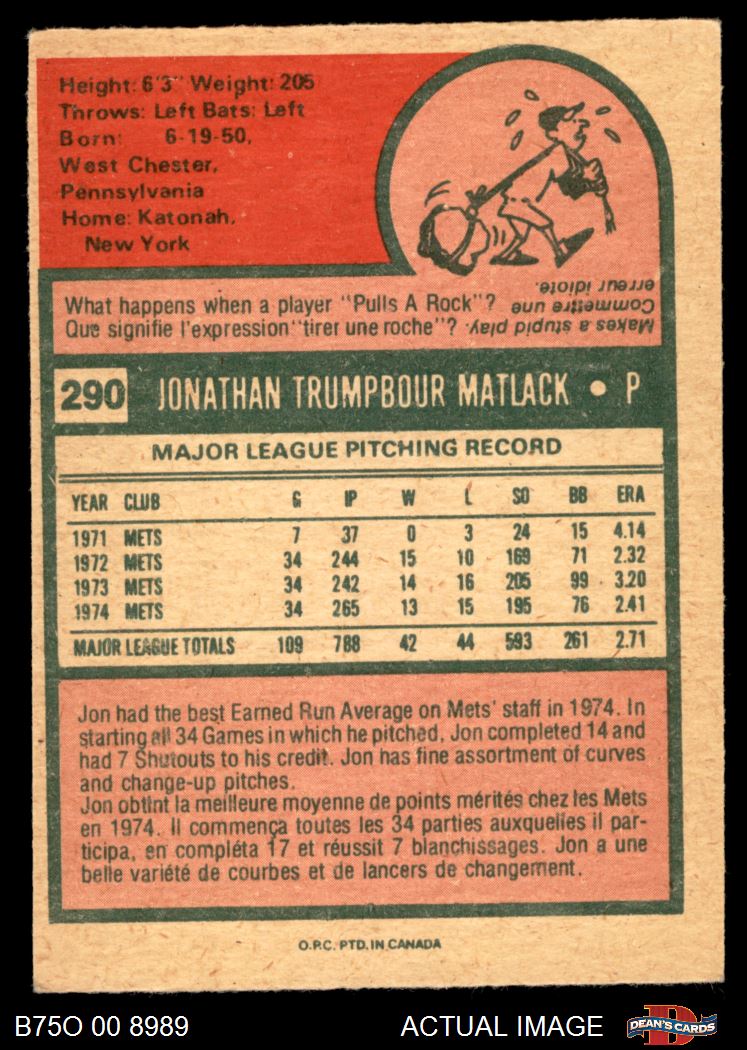 Height: 6'3" Weight: 205
Throws: Left Bats: Left
Born: 6-19-50,
West Chester,
Pennsylvania
Home: Katonah,
New York
What happens when a player "Pulls A Rock"?
Que signifie l'expression "tirer une roche"?
Makes a stupid play.
Commettre une
erreur idiote.
290 JONATHAN TRUMPBOUR MATLACK • P
MAJOR LEAGUE PITCHING RECORD
YEAR CLUB G IP W L SO BB ERA
1971 METS 7 37 0 3 24 15 4.14
1972 METS 34 244 15 10 169 71 2.32
1973 METS 34 242 14 16 205 99 3.20
1974 METS 34 265 13 15 195 76 2.41
MAJOR LEAGUE TOTALS 109 788 42 44 593 261 2.71
Jon had the best Earned Run Average on Mets' staff in 1974. In
starting all 34 Games in which he pitched, Jon completed 14 and
had 7 Shutouts to his credit. Jon has fine assortment of curves
and change-up pitches.
Jon obtint la meilleure moyenne de points mérités chez les Mets
en 1974. Il commença toutes les 34 parties auxquelles il par-
ticipa, en compléta 17 et réussit 7 blanchissages. Jon a une
belle variété de courbes et de lancers de changement.
O.P.C. PTD. IN CANADA
B75O 00 8989 ACTUAL IMAGE
D
DEAN'S CARDS